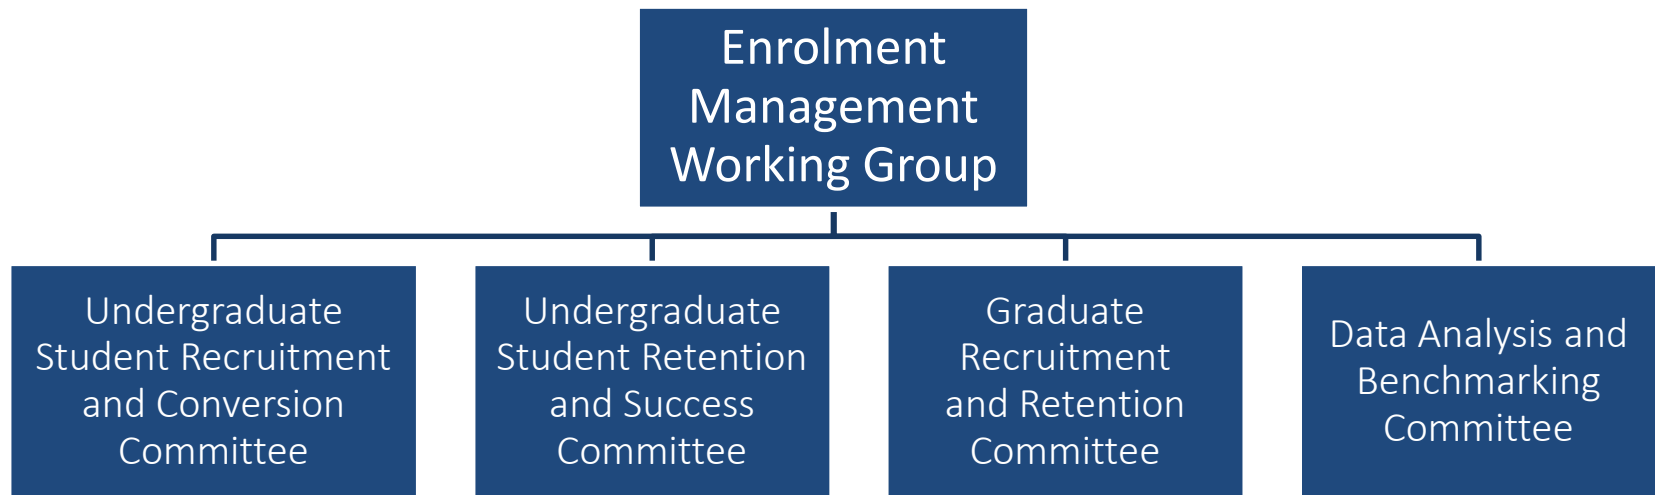 Enrolment
Management
Working Group
Undergraduate
Student Recruitment
and Conversion
Committee
Undergraduate
Student Retention
and Success
Committee
Graduate
Recruitment
and Retention
Committee
Data Analysis and
Benchmarking
Committee